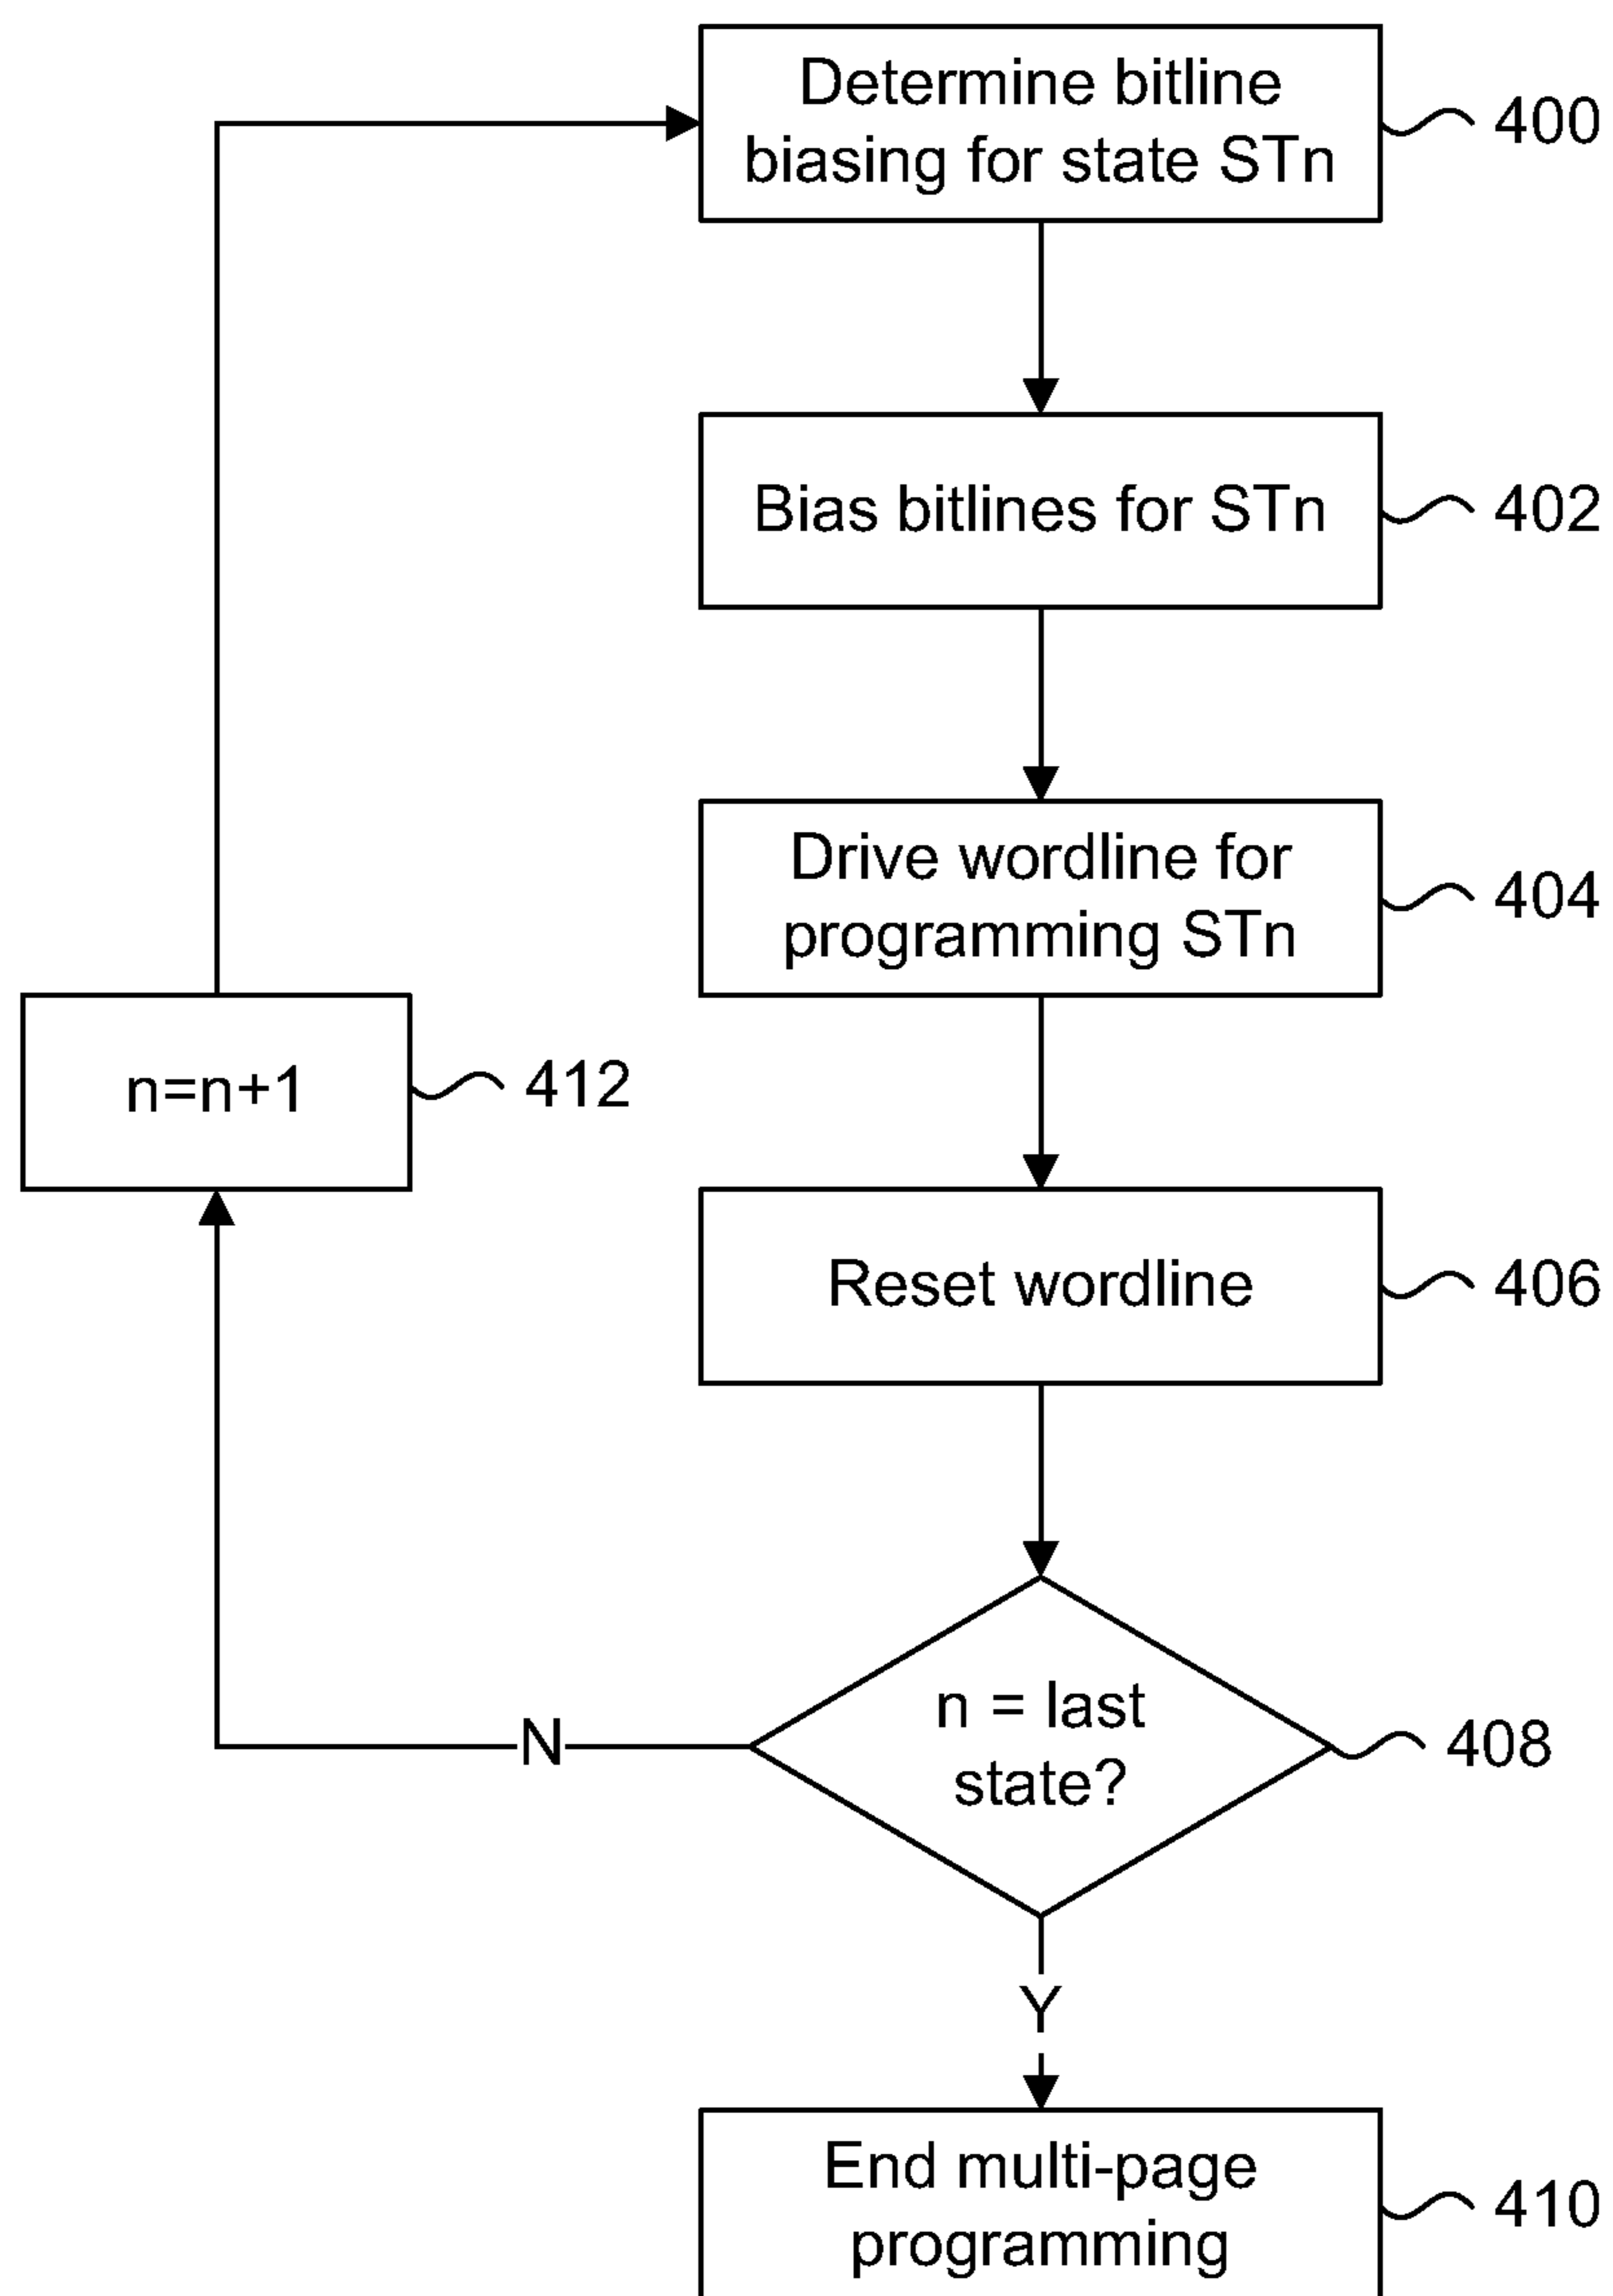 Determine bitline
biasing for state STn
400
Bias bitlines for STn
402
Drive wordline for
programming STn
404
n=n+1
412
Reset wordline
406
n = last
state?
408
N
Y
End multi-page
programming
410